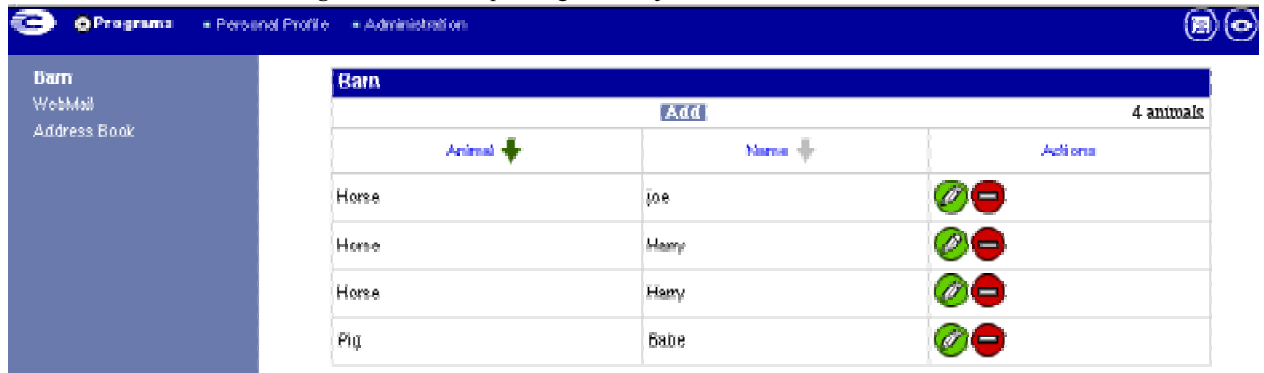 Programs Personal Profile Administration
Barn
WebMail
Address Book
Barn
Add 4 animals
Animal Name Actions
Horse joe
Horse Harry
Horse Harry
Pig Babe